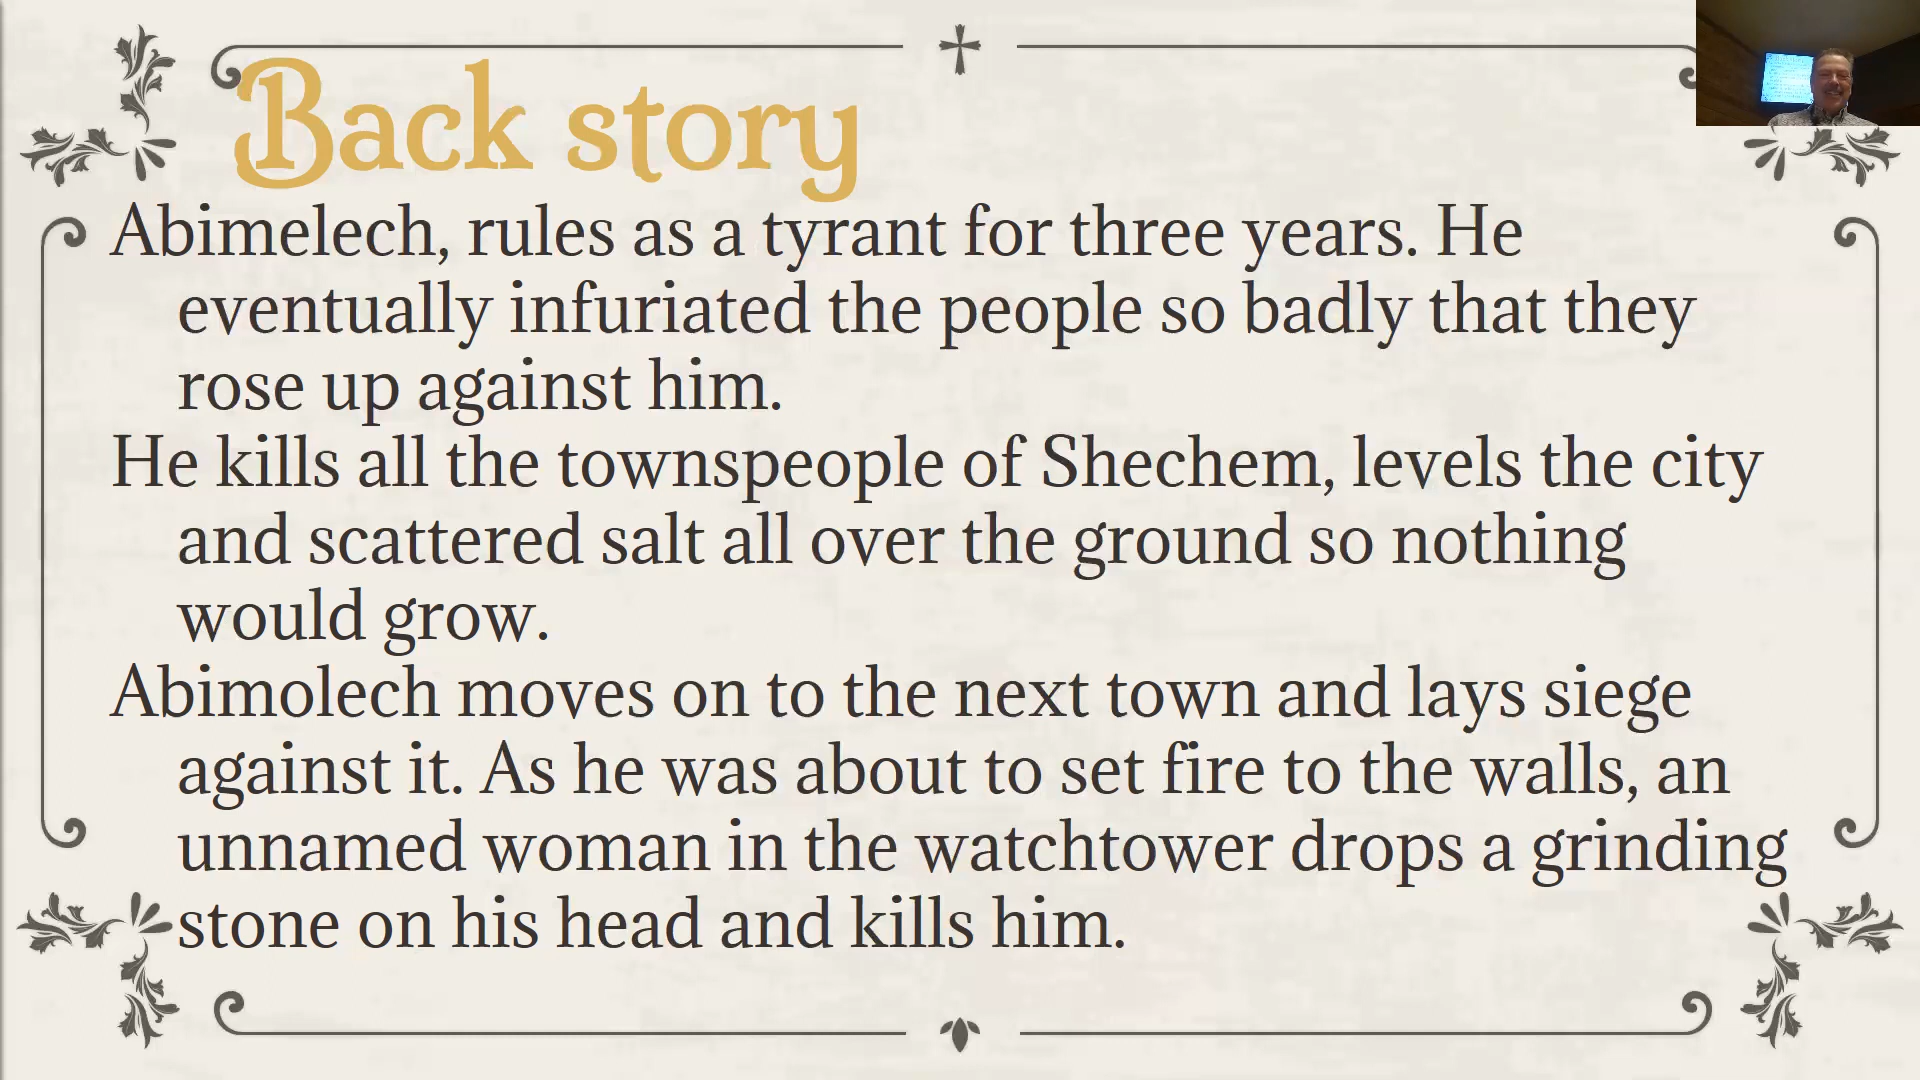 Back story
Abimelech, rules as a tyrant for three years. He
eventually infuriated the people so badly that they
rose up against him.
He kills all the townspeople of Shechem, levels the city
and scattered salt all over the ground so nothing
would grow.
Abimolech moves on to the next town and lays siege
against it. As he was about to set fire to the walls, an
unnamed woman in the watchtower drops a grinding
stone on his head and kills him.